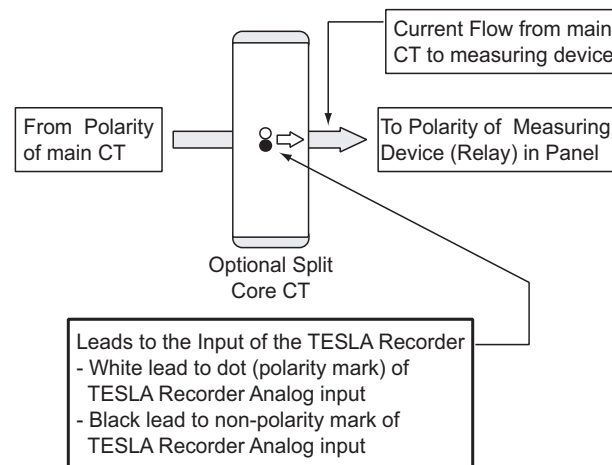 Current Flow from main
CT to measuring device
From Polarity
of main CT
To Polarity of Measuring
Device (Relay) in Panel
Optional Split
Core CT
Leads to the Input of the TESLA Recorder
- White lead to dot (polarity mark) of
TESLA Recorder Analog input
- Black lead to non-polarity mark of
TESLA Recorder Analog input